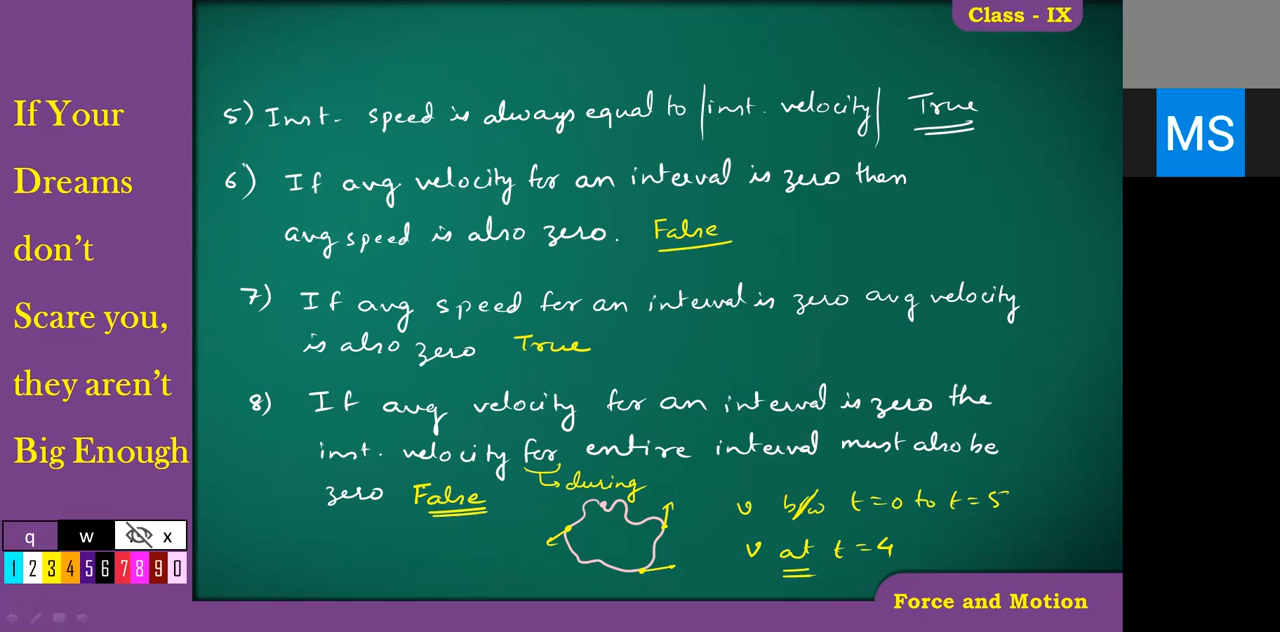 Class - IX
If Your
Dreams
don't
Scare you,
they aren't
Big Enough
5) Inst. speed is always equal to |inst. velocity| True
6) If avg velocity for an interval is zero then
avg speed is also zero. False
7) If avg speed for an interval is zero avg velocity
is also zero True
8) If avg velocity for an interval is zero the
inst. velocity for entire interval must also be
zero False
during
v b/w t=0 to t=5
v at t=4
MS
q w x
1 2 3 4 5 6 7 8 9 0
Force and Motion